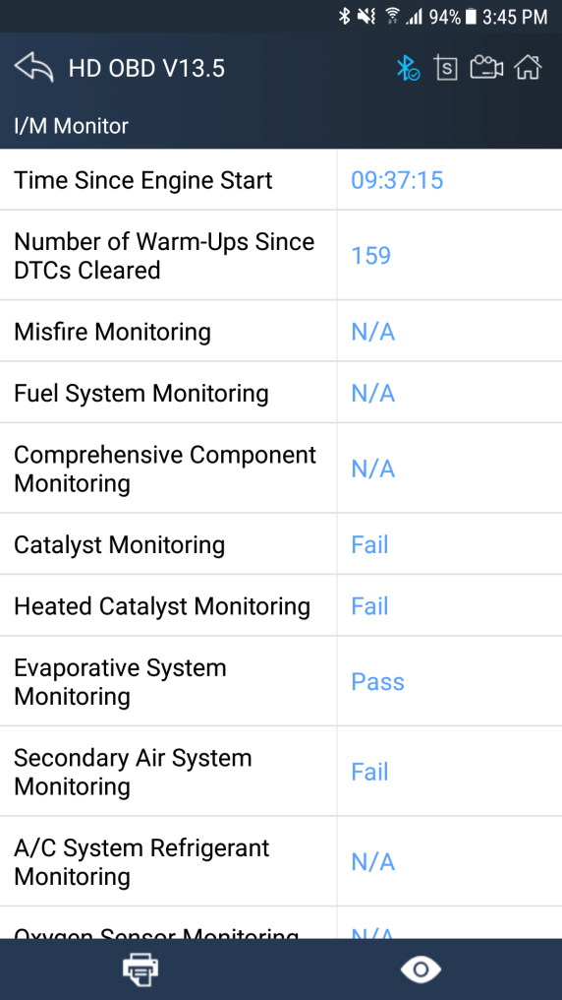 94% 3:45 PM
HD OBD V13.5
S
I/M Monitor
Time Since Engine Start 09:37:15
Number of Warm-Ups Since
DTCs Cleared 159
Misfire Monitoring N/A
Fuel System Monitoring N/A
Comprehensive Component
Monitoring N/A
Catalyst Monitoring Fail
Heated Catalyst Monitoring Fail
Evaporative System
Monitoring Pass
Secondary Air System
Monitoring Fail
A/C System Refrigerant
Monitoring N/A
Oxygen Sensor Monitoring N/A